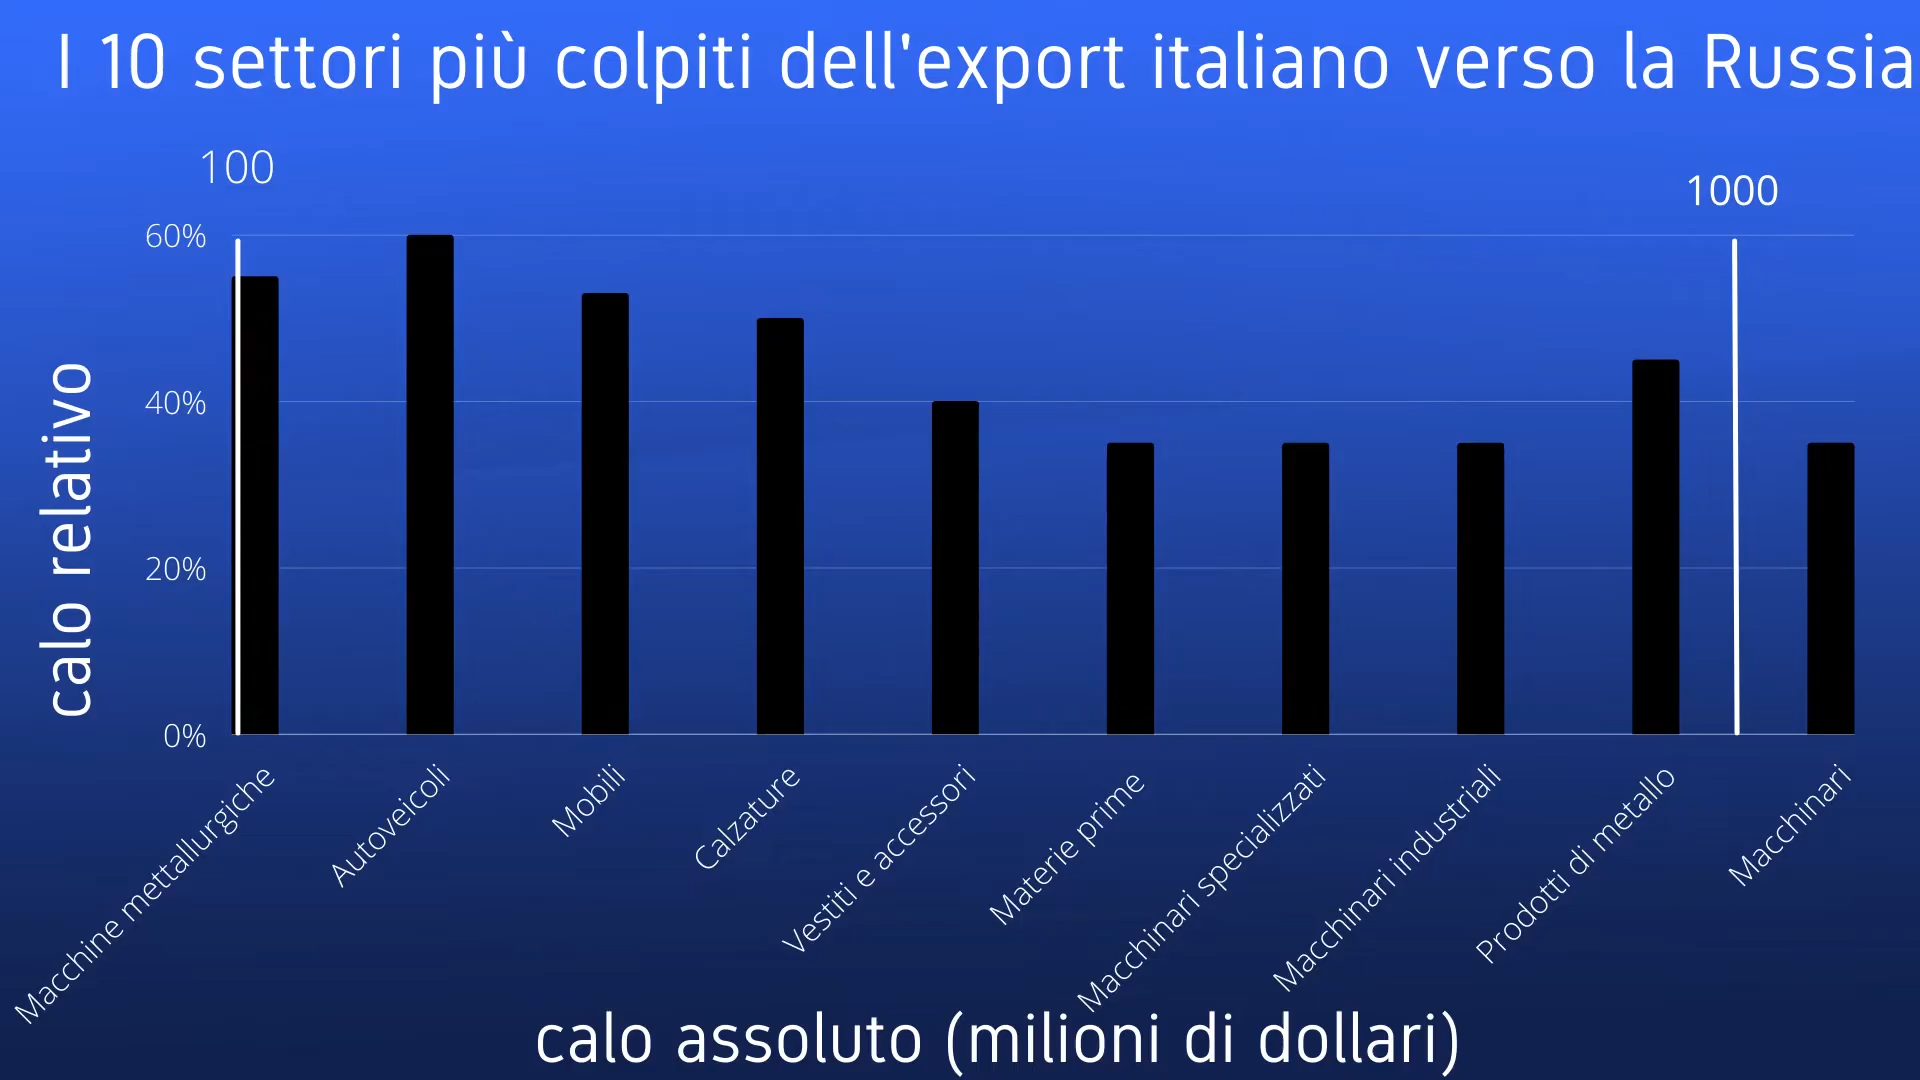 I 10 settori più colpiti dell'export italiano verso la Russia
100
1000
60%
40%
20%
0%
calo relativo
Macchine mettallurgiche
Autoveicoli
Mobili
Calzature
Vestiti e accessori
Materie prime
Macchinari specializzati
Macchinari industriali
Prodotti di metallo
Macchinari
calo assoluto (milioni di dollari)